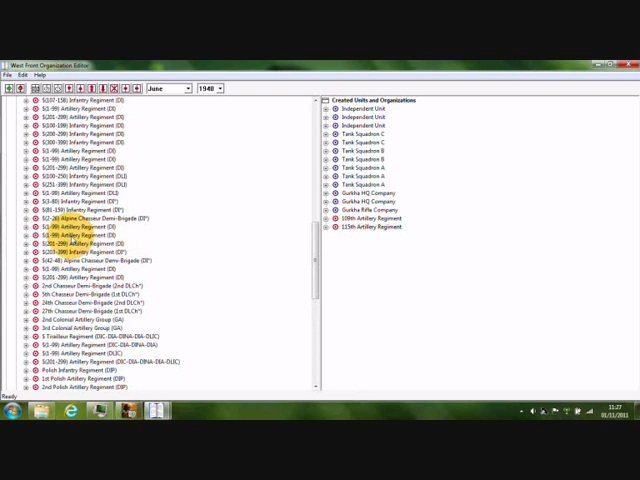 West Front Organization Editor
File Edit Help
June 1940
$(107-158) Infantry Regiment (DI)
$(1-99) Artillery Regiment (DI)
$(201-299) Artillery Regiment (DI)
$(100-199) Infantry Regiment (DI)
$(200-299) Infantry Regiment (DI)
$(300-399) Infantry Regiment (DI)
$(1-99) Artillery Regiment (DI)
$(1-99) Artillery Regiment (DI)
$(201-299) Artillery Regiment (DI)
$(100-250) Infantry Regiment (DLI)
$(251-399) Infantry Regiment (DLI)
$(1-99) Artillery Regiment (DLI)
$(3-80) Infantry Regiment (DI*)
$(81-159) Infantry Regiment (DI*)
$(2-26) Alpine Chasseur Demi-Brigade (DI*)
$(1-99) Artillery Regiment (DI)
$(1-99) Artillery Regiment (DI)
$(201-299) Artillery Regiment (DI)
$(203-399) Infantry Regiment (DI*)
$(42-48) Alpine Chasseur Demi-Brigade (DI*)
$(1-99) Artillery Regiment (DI)
$(201-299) Artillery Regiment (DI)
2nd Chasseur Demi-Brigade (2nd DLCh*)
5th Chasseur Demi-Brigade (1st DLCh*)
24th Chasseur Demi-Brigade (DLCh*)
27th Chasseur Demi-Brigade (1st DLCh*)
2nd Colonial Artillery Group (GA)
3rd Colonial Artillery Group (GA)
$ Tirailleur Regiment (DIC-DIA-DINA-DIA-DLIC)
$(1-99) Artillery Regiment (DIC-DIA-DINA-DIA)
$(1-99) Artillery Regiment (DLIC)
$(201-299) Artillery Regiment (DIC-DIA-DINA-DIA-DLIC)
Polish Infantry Regiment (DIP)
1st Polish Artillery Regiment (DIP)
2nd Polish Artillery Regiment (DIP)
Created Units and Organizations
Independent Unit
Independent Unit
Independent Unit
Tank Squadron C
Tank Squadron C
Tank Squadron B
Tank Squadron B
Tank Squadron A
Tank Squadron A
Tank Squadron A
Gurkha HQ Company
Gurkha HQ Company
Gurkha Rifle Company
109th Artillery Regiment
115th Artillery Regiment
Ready
11:27
01/11/2011